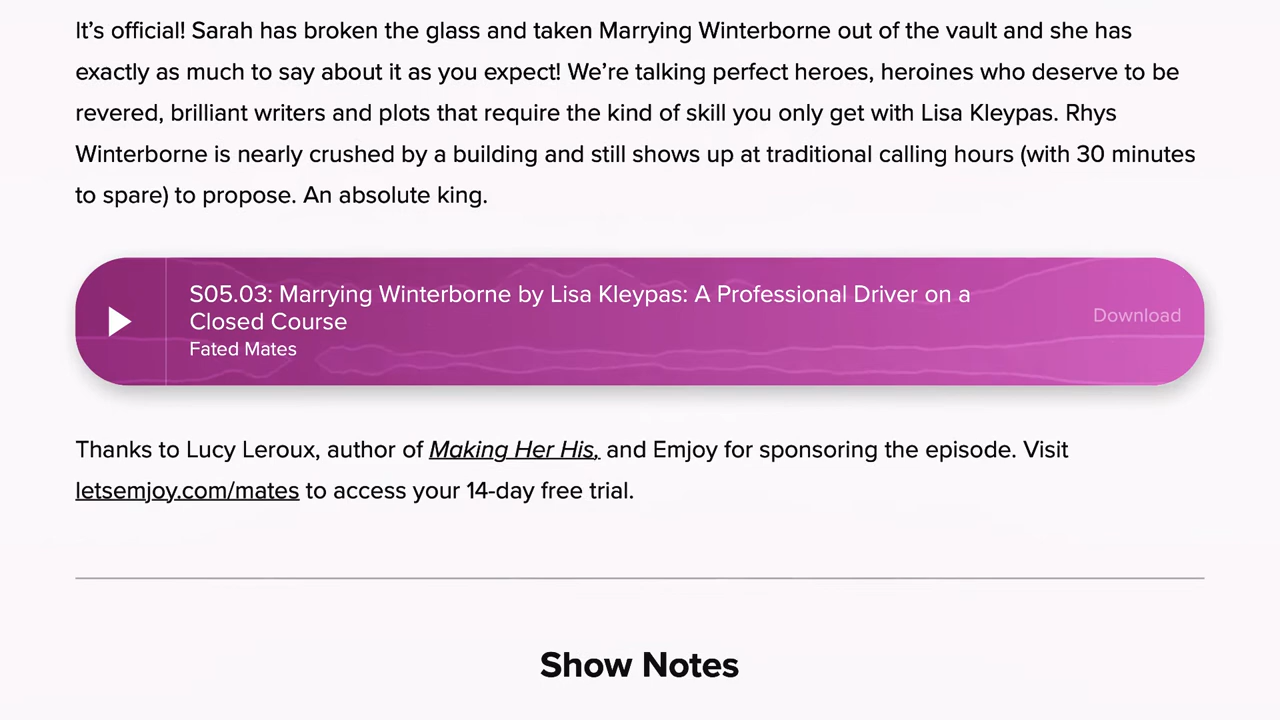 It’s official! Sarah has broken the glass and taken Marrying Winterborne out of the vault and she has
exactly as much to say about it as you expect! We’re talking perfect heroes, heroines who deserve to be
revered, brilliant writers and plots that require the kind of skill you only get with Lisa Kleypas. Rhys
Winterborne is nearly crushed by a building and still shows up at traditional calling hours (with 30 minutes
to spare) to propose. An absolute king.
S05.03: Marrying Winterborne by Lisa Kleypas: A Professional Driver on a
Closed Course
Fated Mates
Download
Thanks to Lucy Leroux, author of Making Her His, and Emjoy for sponsoring the episode. Visit
letsemjoy.com/mates to access your 14-day free trial.
Show Notes